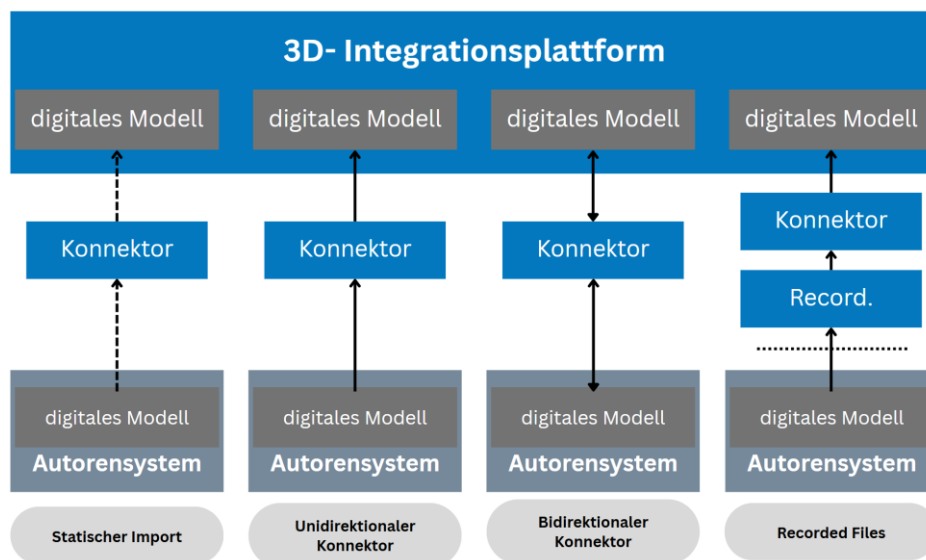 3D- Integrationsplattform
digitales Modell
digitales Modell
digitales Modell
digitales Modell
Konnektor
Konnektor
Konnektor
Konnektor
Record.
digitales Modell
Autorensystem
digitales Modell
Autorensystem
digitales Modell
Autorensystem
digitales Modell
Autorensystem
Statischer Import
Unidirektionaler
Konnektor
Bidirektionaler
Konnektor
Recorded Files